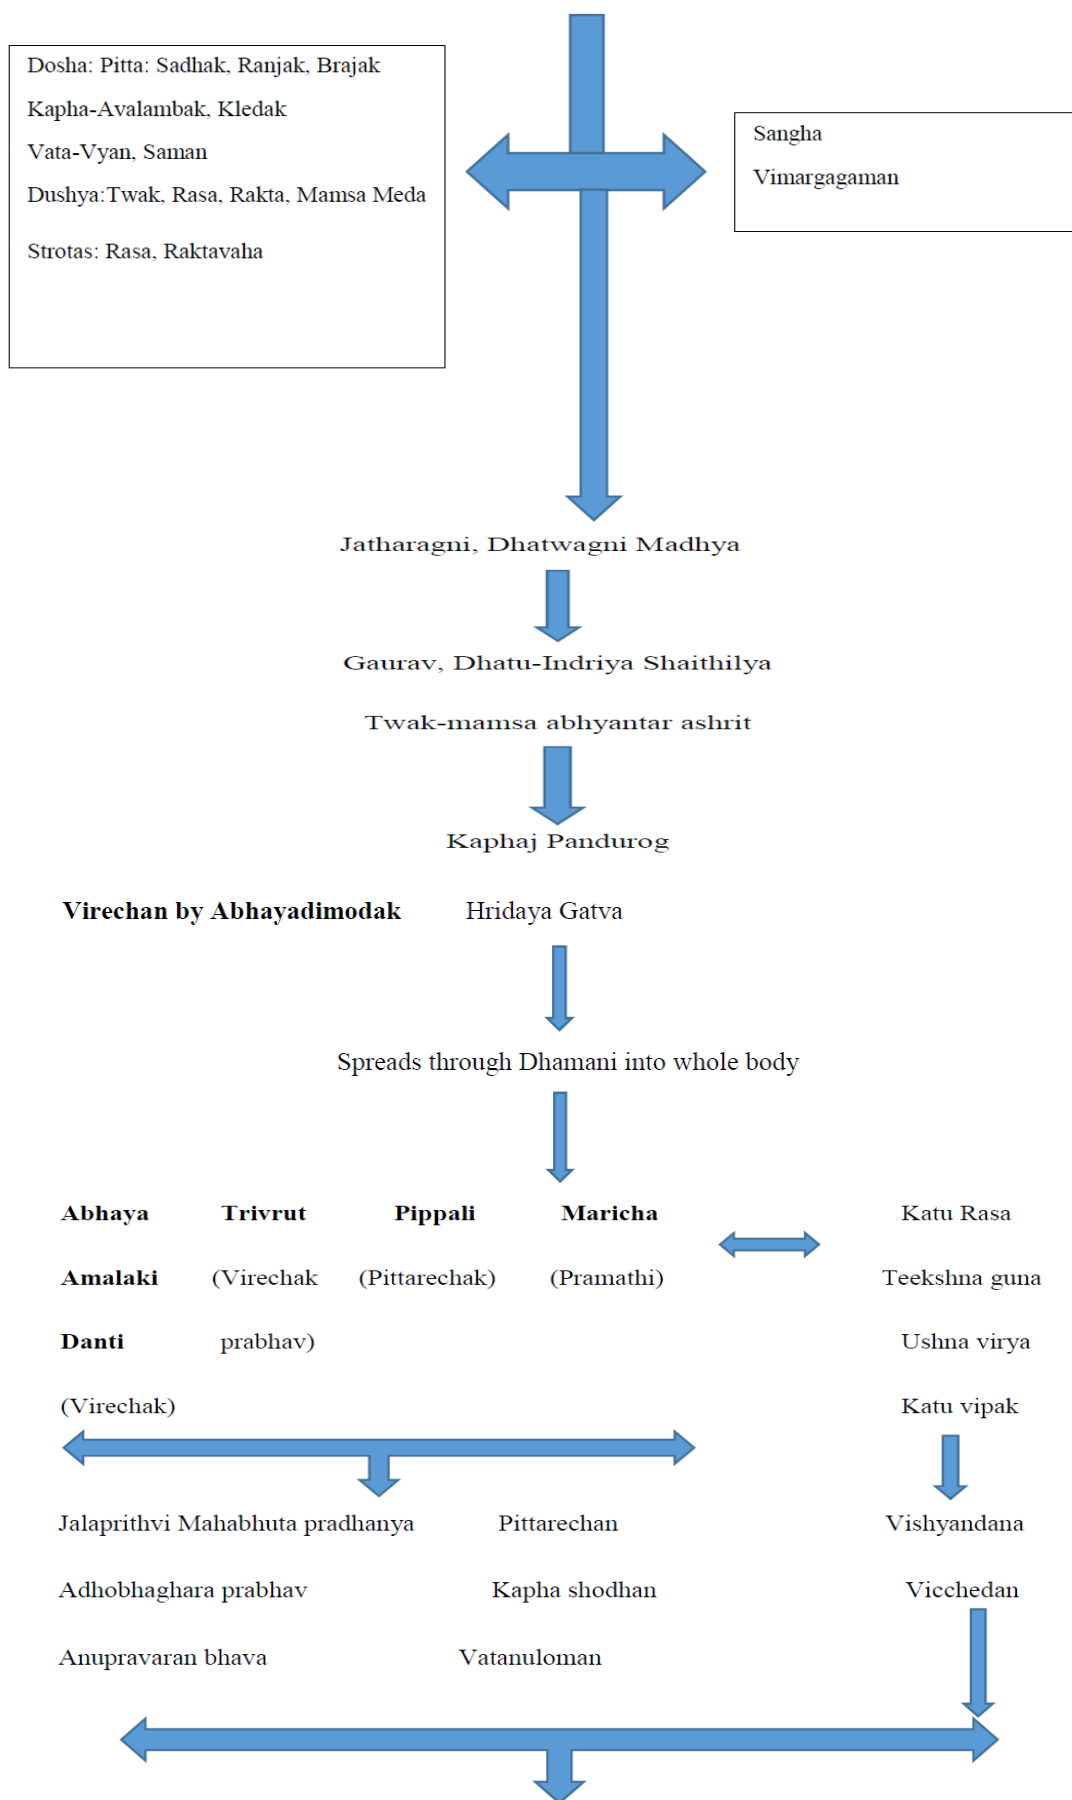 Dosha: Pitta: Sadhak, Ranjak, Brajak
Kapha-Avalambak, Kledak
Vata-Vyan, Saman
Dushya:Twak, Rasa, Rakta, Mamsa Meda
Strotas: Rasa, Raktavaha
Sangha
Vimargagaman
Jatharagni, Dhatwagni Madhya
Gaurav, Dhatu-Indriya Shaithilya
Twak-mamsa abhyantar ashrit
Kaphaj Pandurog
Virechan by Abhayadimodak Hridaya Gatva
Spreads through Dhamani into whole body
Abhaya Trivrut Pippali Maricha Katu Rasa
Amalaki (Virechak (Pittarechak) (Pramathi) Teekshna guna
Danti prabhav) Ushna virya
(Virechak) Katu vipak
Jalaprithvi Mahabhuta pradhanya Pittarechan Vishyandana
Adhobhaghara prabhav Kapha shodhan Vicchedan
Anupravaran bhava Vatanuloman